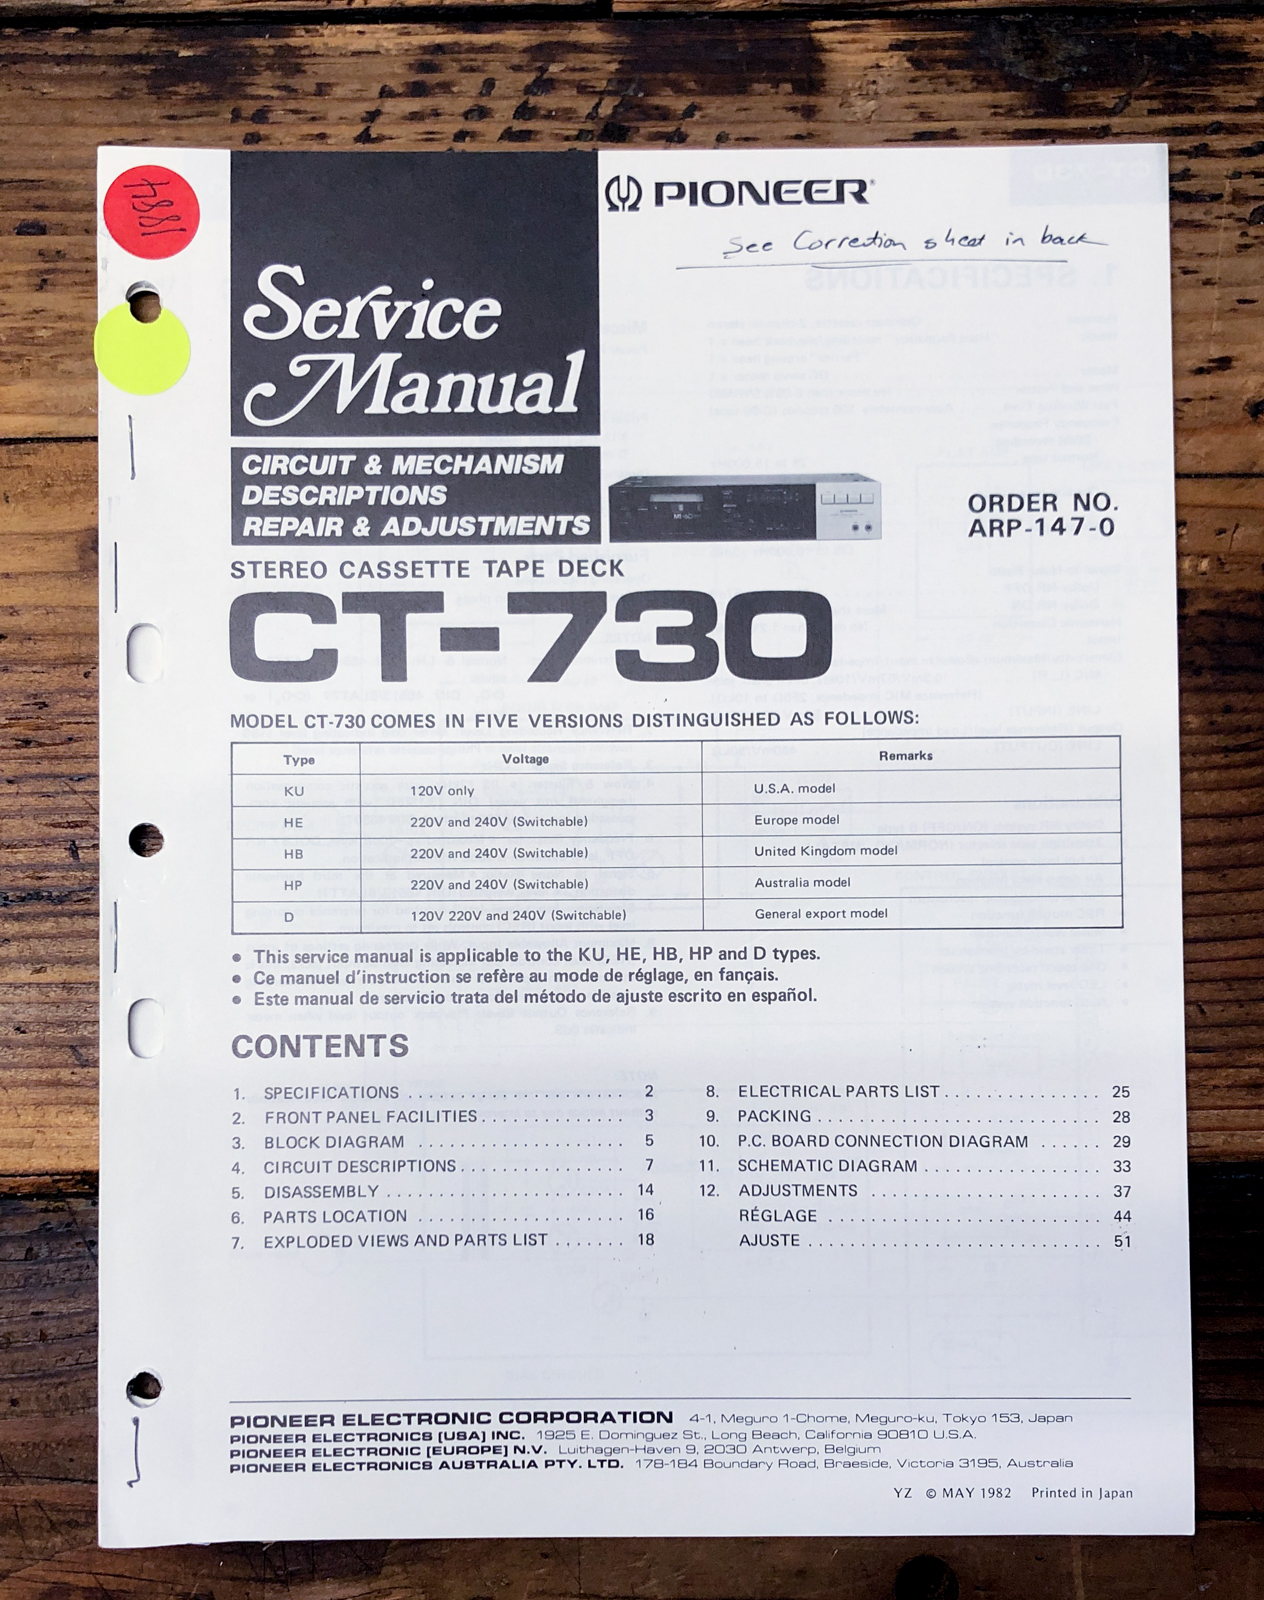 1884
PIONEER
See Correction sheet in back
Service
Manual
CIRCUIT & MECHANISM
DESCRIPTIONS
REPAIR & ADJUSTMENTS
ORDER NO.
ARP-147-0
STEREO CASSETTE TAPE DECK
CT-730
MODEL CT-730 COMES IN FIVE VERSIONS DISTINGUISHED AS FOLLOWS:
Type Voltage Remarks
KU 120V only U.S.A. model
HE 220V and 240V (Switchable) Europe model
HB 220V and 240V (Switchable) United Kingdom model
HP 220V and 240V (Switchable) Australia model
D 120V 220V and 240V (Switchable) General export model
● This service manual is applicable to the KU, HE, HB, HP and D types.
● Ce manuel d'instruction se refère au mode de réglage, en fançais.
● Este manual de servicio trata del método de ajuste escrito en español.
CONTENTS
1. SPECIFICATIONS . . . . . . . . . . . . . . . . . . . . . . 2
2. FRONT PANEL FACILITIES . . . . . . . . . . . . . . 3
3. BLOCK DIAGRAM . . . . . . . . . . . . . . . . . . . . . 5
4. CIRCUIT DESCRIPTIONS . . . . . . . . . . . . . . . . 7
5. DISASSEMBLY . . . . . . . . . . . . . . . . . . . . . . . . 14
6. PARTS LOCATION . . . . . . . . . . . . . . . . . . . . . 16
7. EXPLODED VIEWS AND PARTS LIST . . . . . . . 18
8. ELECTRICAL PARTS LIST . . . . . . . . . . . . . . . . 25
9. PACKING . . . . . . . . . . . . . . . . . . . . . . . . . . . . 28
10. P.C. BOARD CONNECTION DIAGRAM . . . . . . 29
11. SCHEMATIC DIAGRAM . . . . . . . . . . . . . . . . . . 33
12. ADJUSTMENTS . . . . . . . . . . . . . . . . . . . . . . . 37
RÉGLAGE . . . . . . . . . . . . . . . . . . . . . . . . . . . . 44
AJUSTE . . . . . . . . . . . . . . . . . . . . . . . . . . . . . . 51
PIONEER ELECTRONIC CORPORATION 4-1, Meguro 1-Chome, Meguro-ku, Tokyo 153, Japan
PIONEER ELECTRONICS [USA] INC. 1925 E. Dominguez St., Long Beach, California 90810 U.S.A.
PIONEER ELECTRONIC [EUROPE] N.V. Luithagen-Haven 9, 2030 Antwerp, Belgium
PIONEER ELECTRONICS AUSTRALIA PTY. LTD. 178-184 Boundary Road, Braeside, Victoria 3195, Australia
YZ © MAY 1982 Printed in Japan